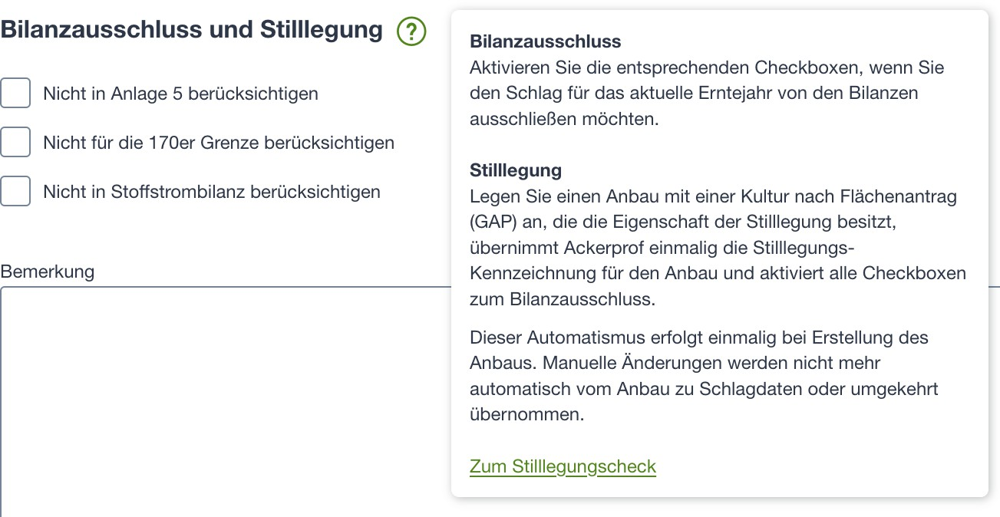 Bilanzausschluss und Stilllegung ?
Nicht in Anlage 5 berücksichtigen
Nicht für die 170er Grenze berücksichtigen
Nicht in Stoffstrombilanz berücksichtigen
Bemerkung
Bilanzausschluss
Aktivieren Sie die entsprechenden Checkboxen, wenn Sie
den Schlag für das aktuelle Erntejahr von den Bilanzen
ausschließen möchten.
Stilllegung
Legen Sie einen Anbau mit einer Kultur nach Flächenantrag
(GAP) an, die die Eigenschaft der Stilllegung besitzt,
übernimmt Ackerprof einmalig die Stilllegungs-
Kennzeichnung für den Anbau und aktiviert alle Checkboxen
zum Bilanzausschluss.
Dieser Automatismus erfolgt einmalig bei Erstellung des
Anbaus. Manuelle Änderungen werden nicht mehr
automatisch vom Anbau zu Schlagdaten oder umgekehrt
übernommen.
Zum Stilllegungscheck